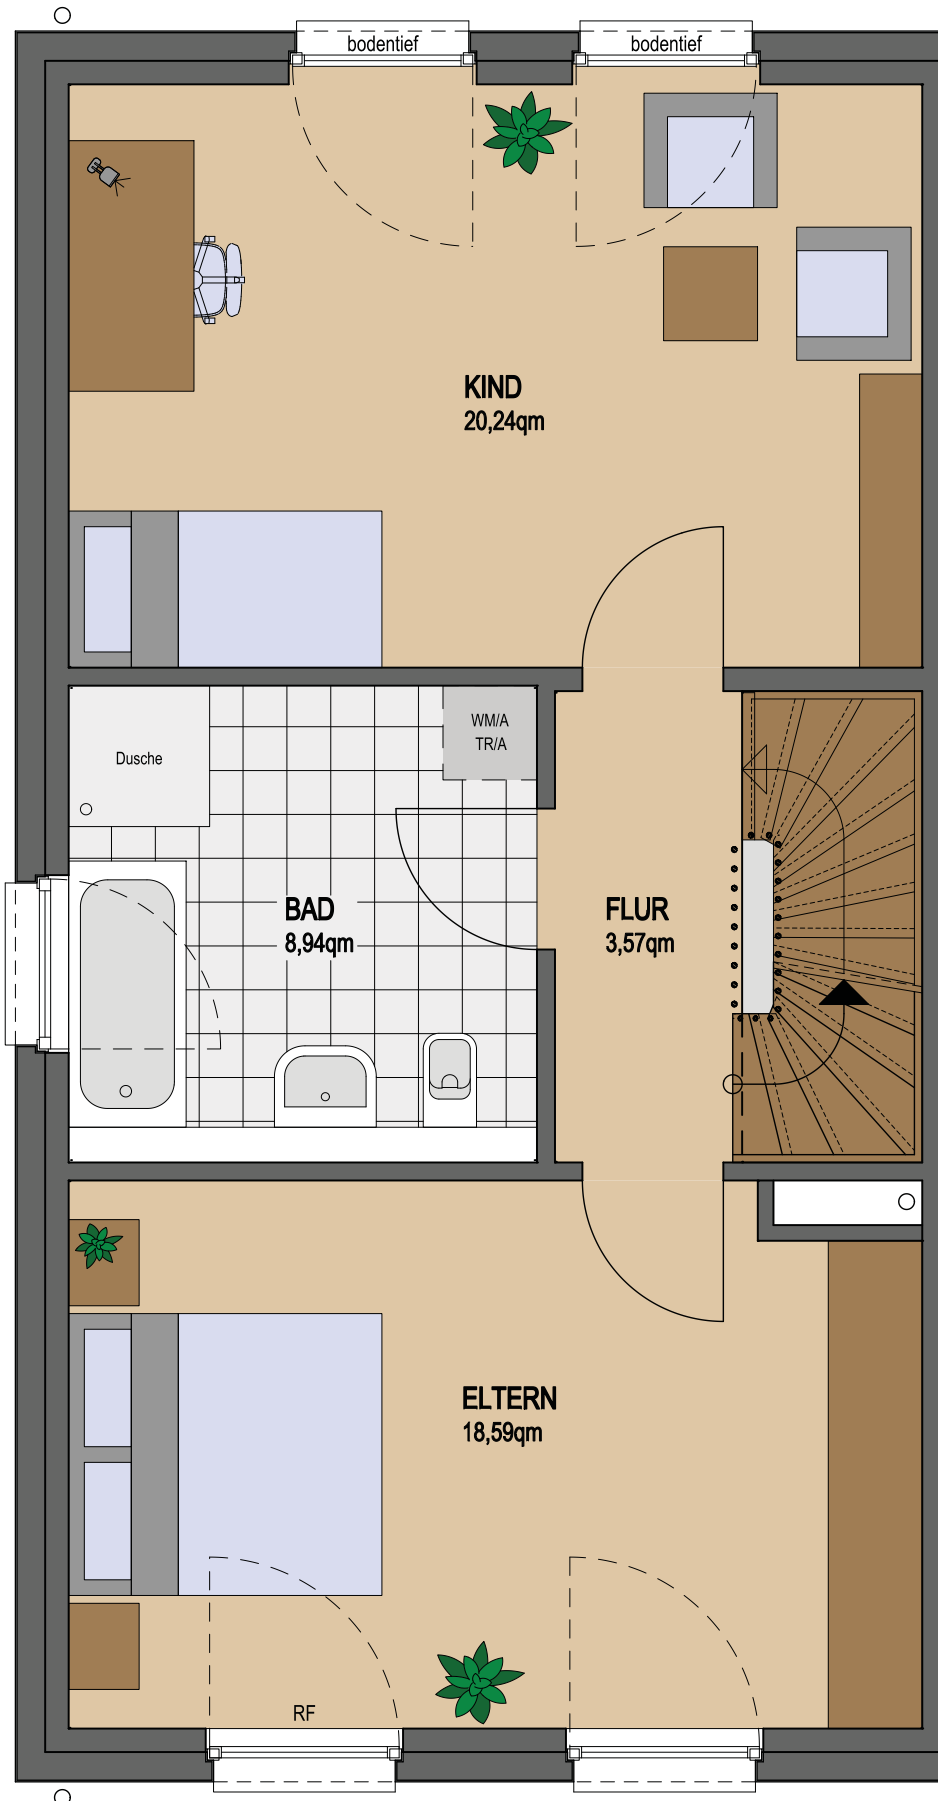 bodentief
bodentief
KIND
20,24qm
Dusche
WM/A
TR/A
BAD
8,94qm
FLUR
3,57qm
ELTERN
18,59qm
RF